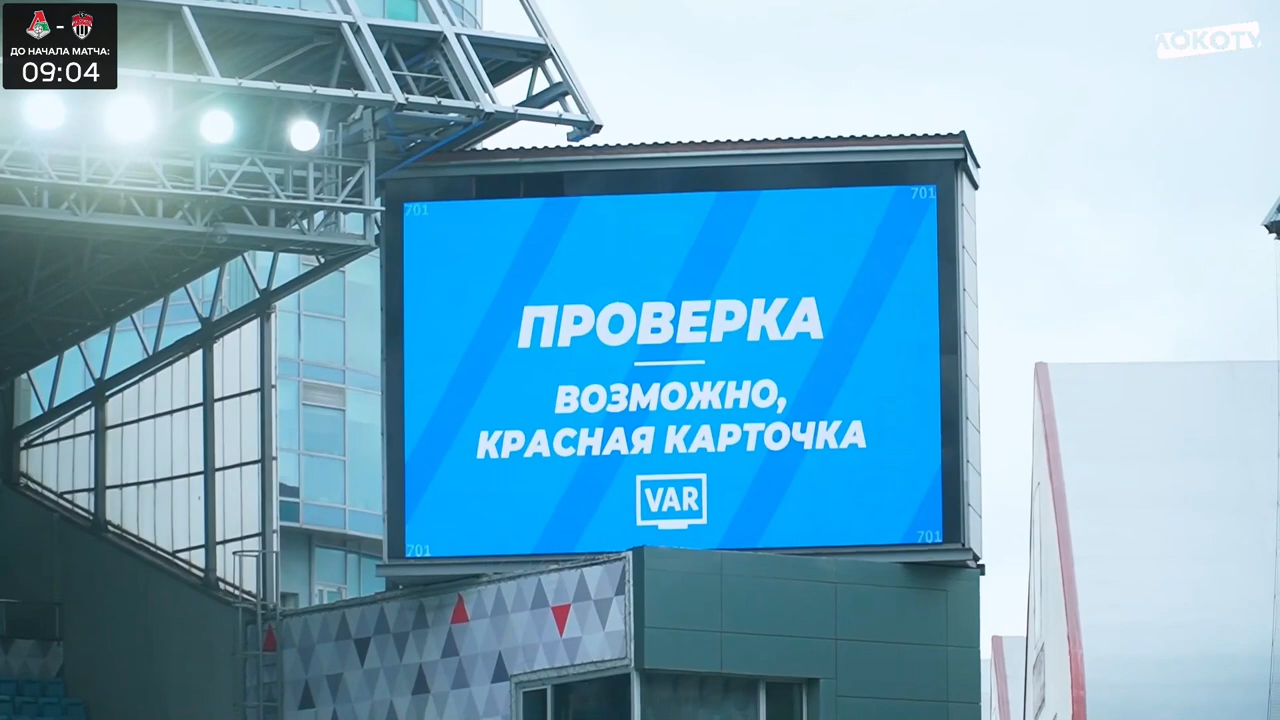 -
ДО НАЧАЛА МАТЧА:
09:04
ЛОКОTV
701
701
ПРОВЕРКА
ВОЗМОЖНО,
КРАСНАЯ КАРТОЧКА
VAR
701
701